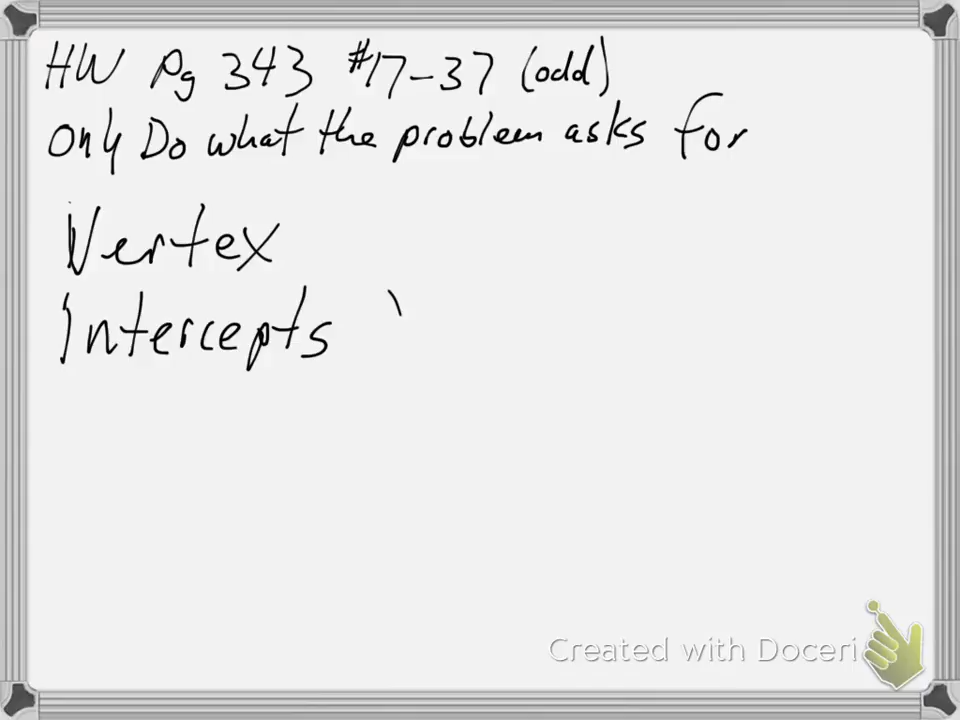 HW Pg 343 #17-37 (odd)
Only Do what the problem asks for
Vertex
Intercepts
Created with Doceri